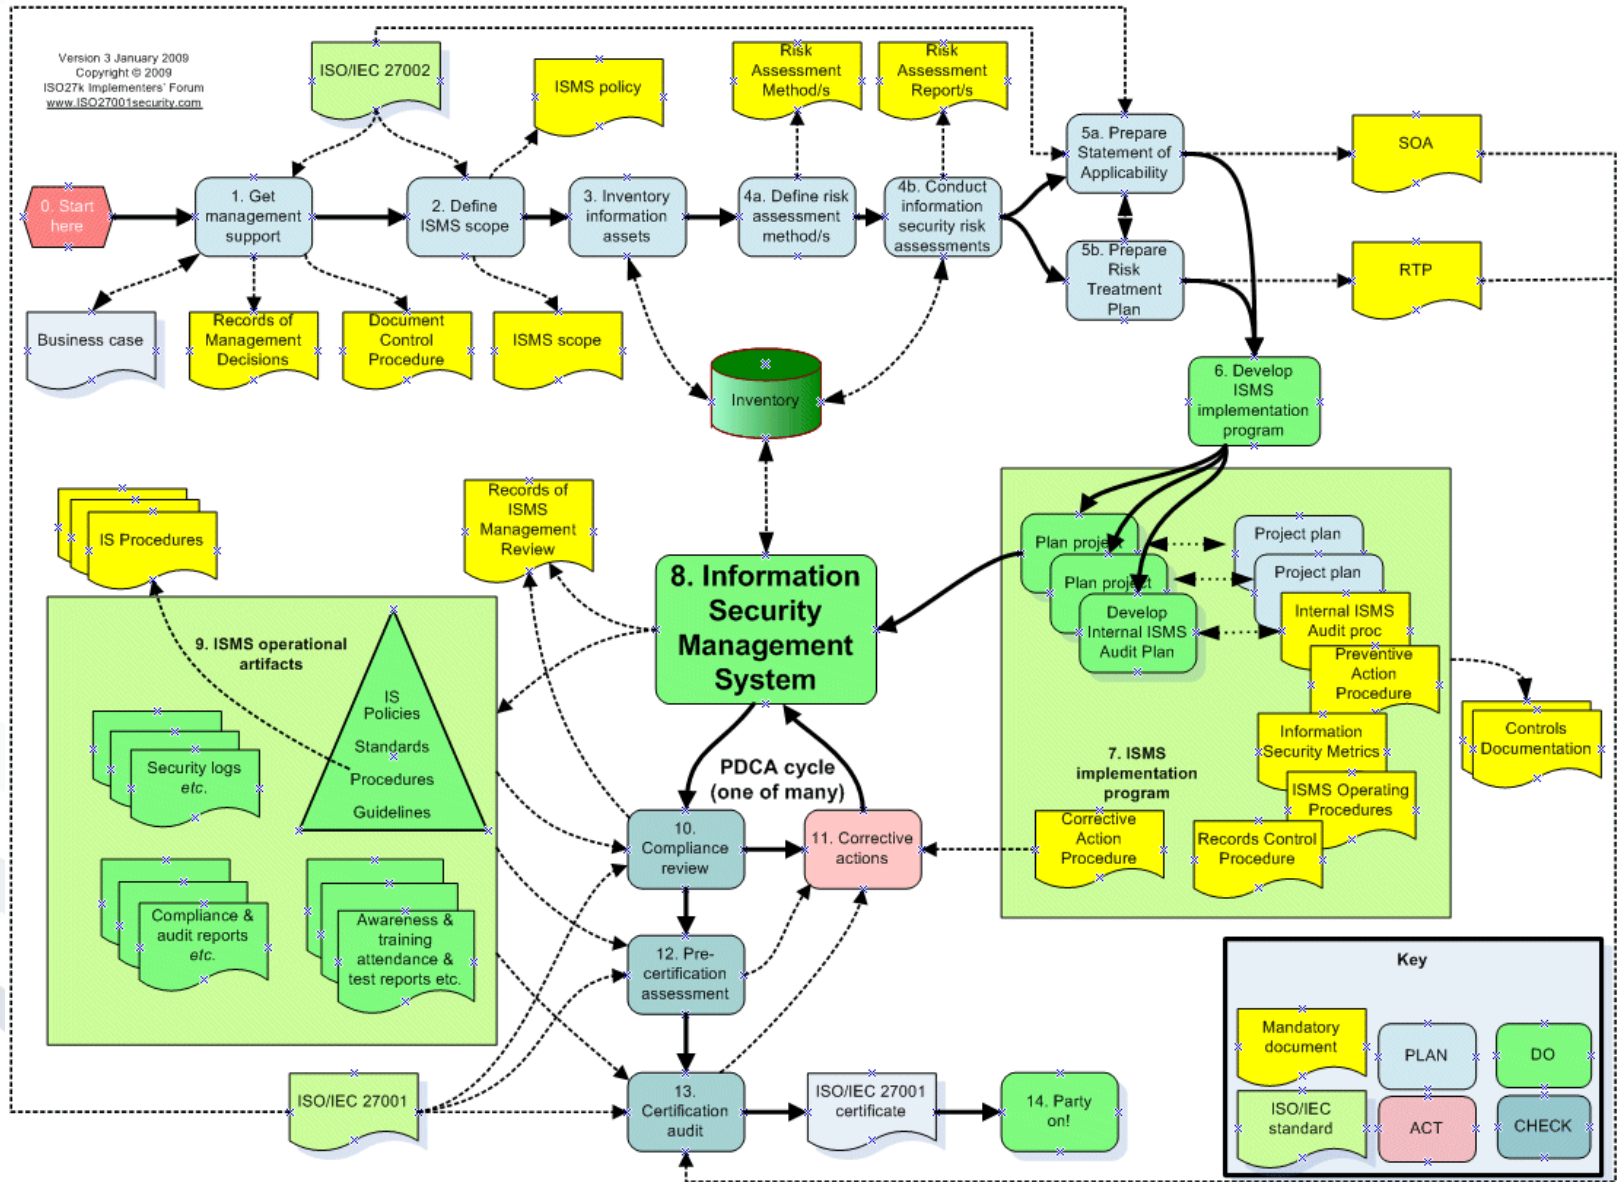 Version 3 January 2009
Copyright © 2009
ISO27k Implementers' Forum
www.ISO27001security.com
ISO/IEC 27002
ISMS policy
Risk
Assessment
Method/s
Risk
Assessment
Report/s
0. Start
here
1. Get
management
support
2. Define
ISMS scope
3. Inventory
information
assets
4a. Define risk
assessment
method/s
4b. Conduct
information
security risk
assessments
5a. Prepare
Statement of
Applicability
SOA
5b. Prepare
Risk
Treatment
Plan
RTP
Business case
Records of
Management
Decisions
Document
Control
Procedure
ISMS scope
Inventory
6. Develop
ISMS
implementation
program
IS Procedures
Records of
ISMS
Management
Review
8. Information
Security
Management
System
Plan project
Plan project
Develop
Internal ISMS
Audit Plan
Project plan
Project plan
Internal ISMS
Audit proc
Preventive
Action
Procedure
Information
Security Metrics
ISMS Operating
Procedures
Records Control
Procedure
Controls
Documentation
7. ISMS
implementation
program
Corrective
Action
Procedure
9. ISMS operational
artifacts
IS
Policies
Standards
Procedures
Guidelines
Security logs
etc.
Compliance &
audit reports
etc.
Awareness &
training
attendance &
test reports etc.
PDCA cycle
(one of many)
10.
Compliance
review
11. Corrective
actions
12. Pre-
certification
assessment
13.
Certification
audit
ISO/IEC 27001
ISO/IEC 27001
certificate
14. Party
on!
Key
Mandatory
document
PLAN
DO
ISO/IEC
standard
ACT
CHECK